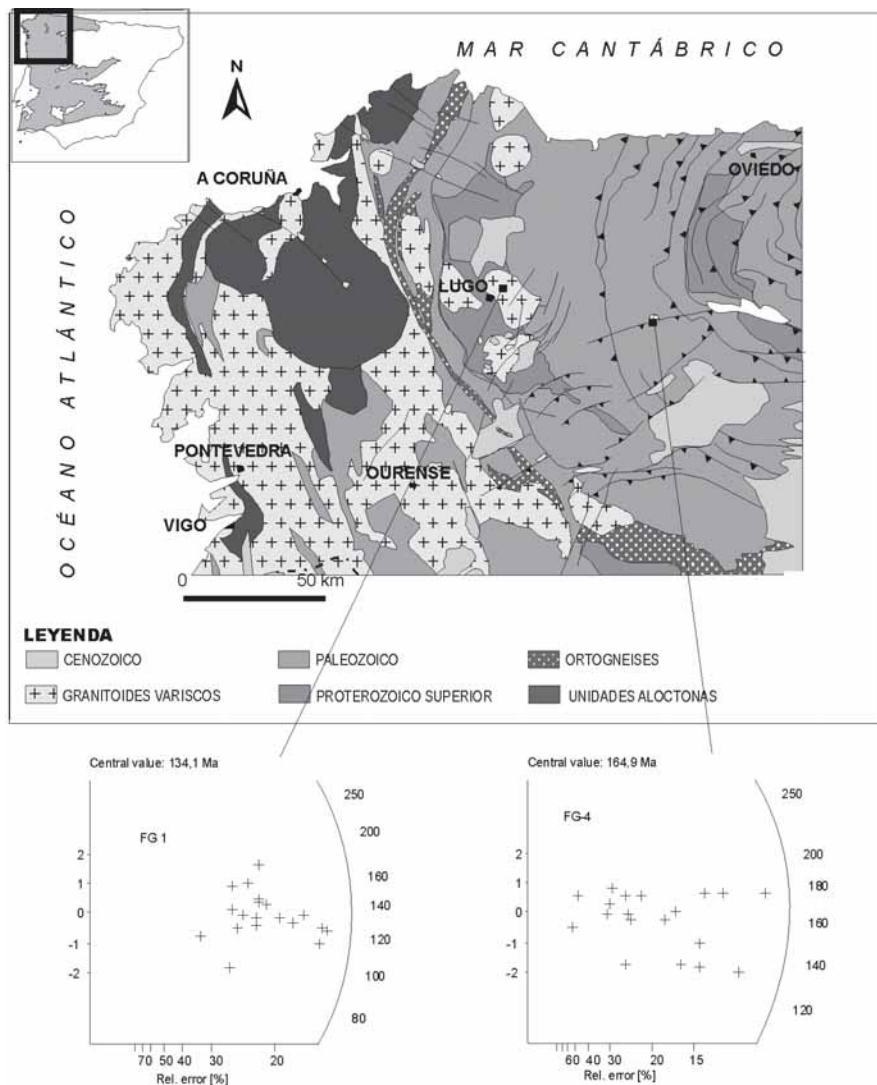 MAR CANTÁBRICO
N
A CORUÑA
OVIEDO
LUGO
OCÉANO ATLÁNTICO
PONTEVEDRA
OURENSE
VIGO
0 50 km
LEYENDA
CENOZOICO PALEOZOICO ORTOGNEISES
GRANITOIDES VARISCOS PROTEROZOICO SUPERIOR UNIDADES ALOCTONAS
Central value: 134,1 Ma
FG 1
2
1
0
-1
-2
250
200
160
140
120
100
80
70 60 50 40 30 20
Rel. error [%]
Central value: 164,9 Ma
FG-4
2
1
0
-1
-2
250
200
180
160
140
120
60 40 30 20 15
Rel. error [%]